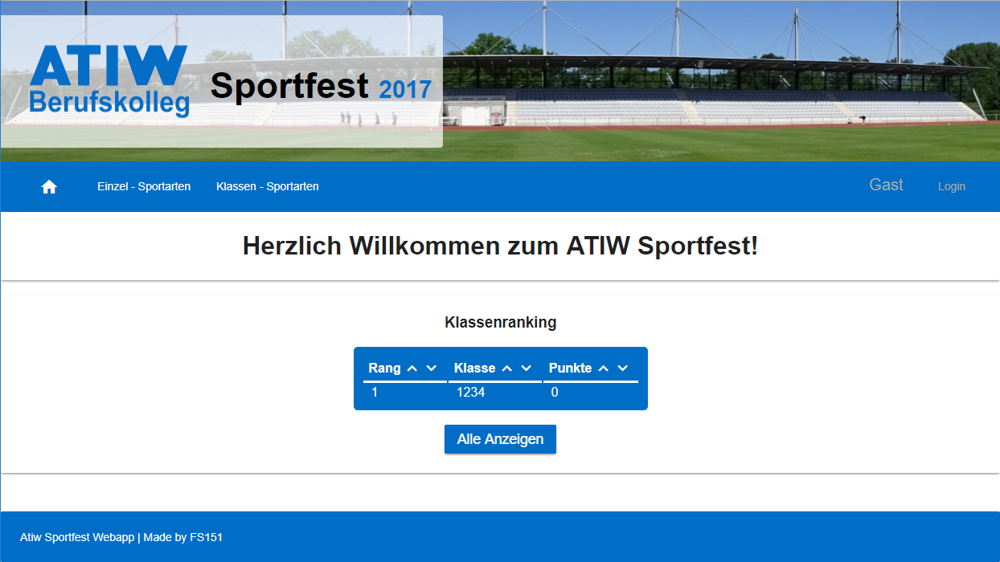 ATIW
Berufskolleg
Sportfest 2017
Einzel - Sportarten Klassen - Sportarten Gast Login
Herzlich Willkommen zum ATIW Sportfest!
Klassenranking
Rang Klasse Punkte
1 1234 0
Alle Anzeigen
Atiw Sportfest Webapp | Made by FS151